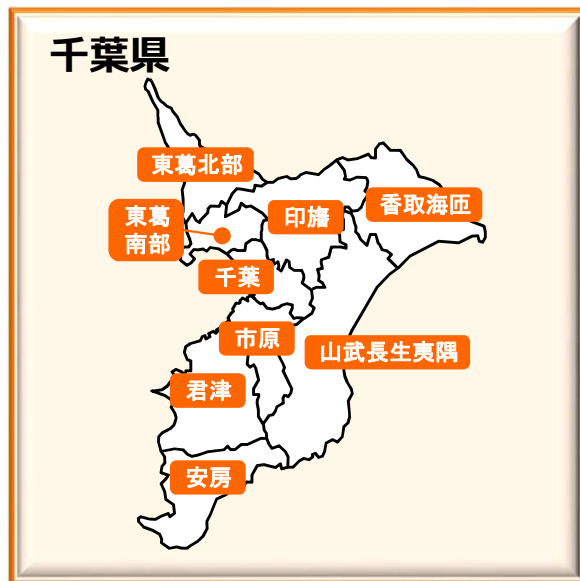 千葉県
東葛北部
東葛
南部
印旛
香取海匝
千葉
市原
山武長生夷隅
君津
安房